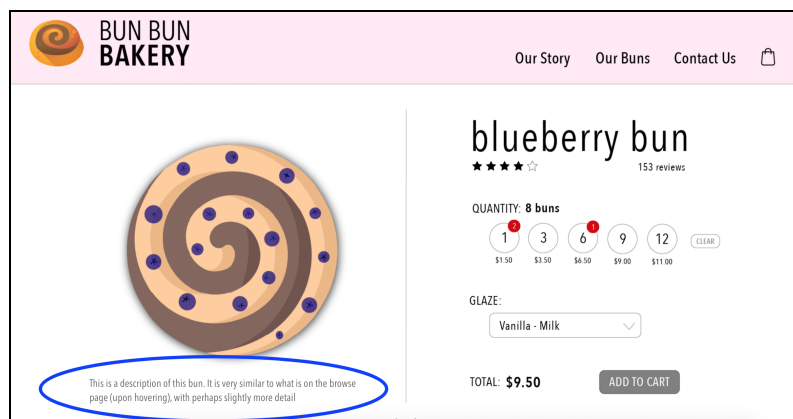 BUN BUN
BAKERY
Our Story Our Buns Contact Us
blueberry bun
153 reviews
QUANTITY: 8 buns
2 1
1 3 6 9 12 CLEAR
$1.50 $3.50 $6.50 $9.00 $11.00
GLAZE:
Vanilla - Milk
This is a description of this bun. It is very similar to what is on the browse
page (upon hovering), with perhaps slightly more detail
TOTAL: $9.50 ADD TO CART